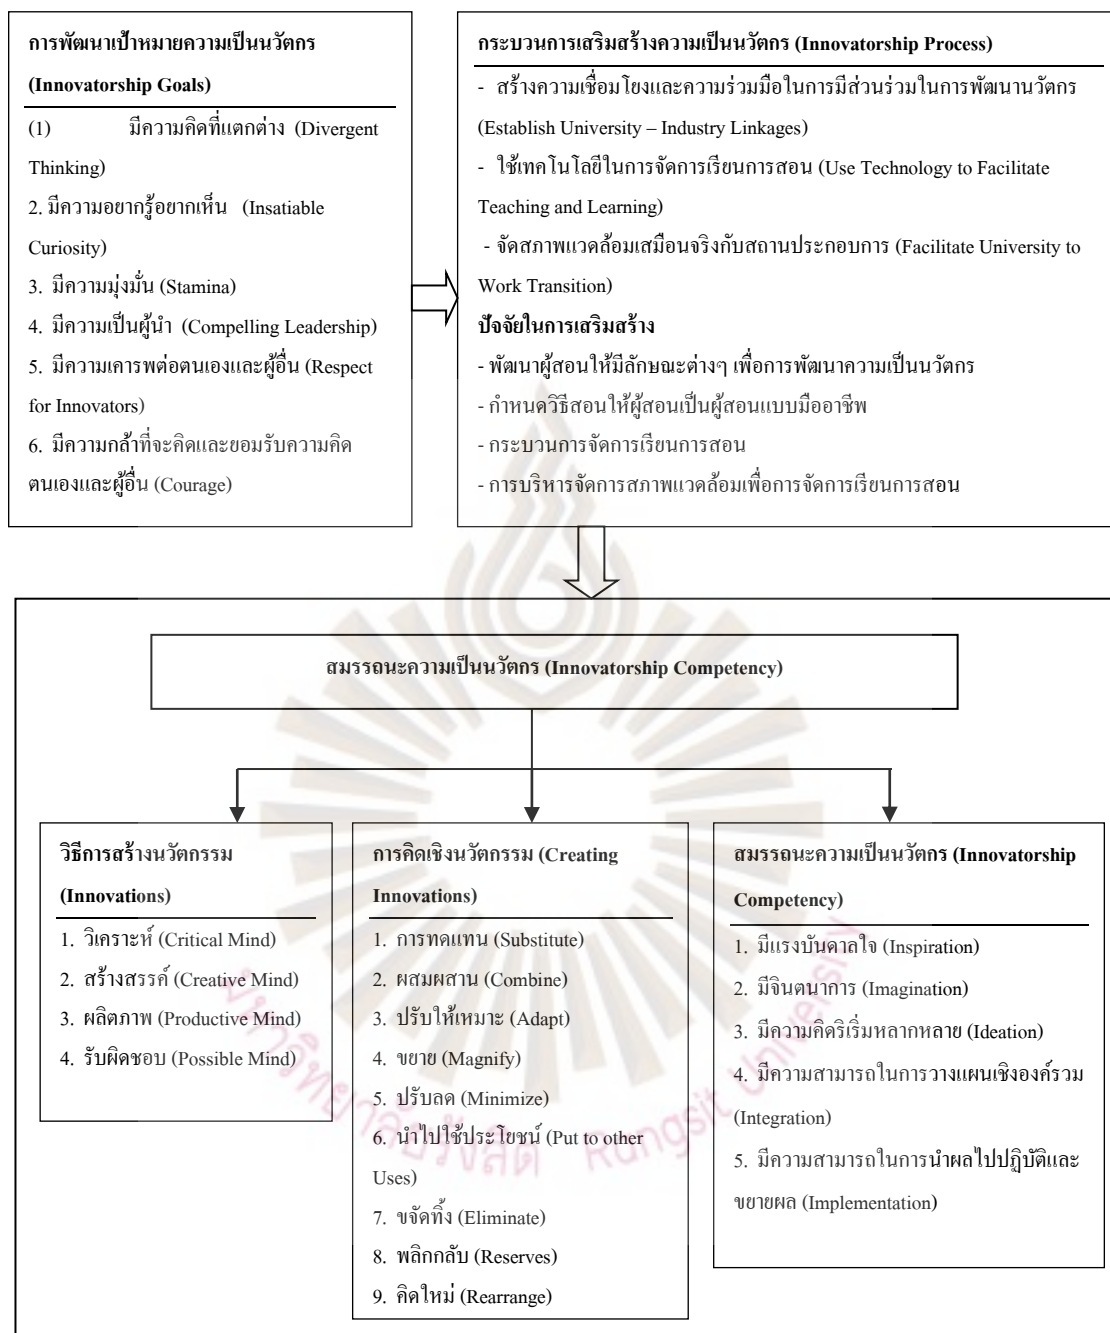 การพัฒนาเป้าหมายความเป็นนวัตกร
(Innovatorship Goals)
(1) มีความคิดที่แตกต่าง (Divergent
Thinking)
2. มีความอยากรู้อยากเห็น (Insatiable
Curiosity)
3. มีความมุ่งมั่น (Stamina)
4. มีความเป็นผู้นำ (Compelling Leadership)
5. มีความเคารพต่อตนเองและผู้อื่น (Respect
for Innovators)
6. มีความกล้าที่จะคิดและยอมรับความคิด
ตนเองและผู้อื่น (Courage)
กระบวนการเสริมสร้างความเป็นนวัตกร (Innovatorship Process)
- สร้างความเชื่อมโยงและความร่วมมือในการมีส่วนร่วมในการพัฒนานวัตกร
(Establish University – Industry Linkages)
- ใช้เทคโนโลยีในการจัดการเรียนการสอน (Use Technology to Facilitate
Teaching and Learning)
- จัดสภาพแวดล้อมเสมือนจริงกับสถานประกอบการ (Facilitate University to
Work Transition)
ปัจจัยในการเสริมสร้าง
- พัฒนาผู้สอนให้มีลักษณะต่างๆ เพื่อการพัฒนาความเป็นนวัตกร
- กำหนดวิธีสอนให้ผู้สอนเป็นผู้สอนแบบมืออาชีพ
- กระบวนการจัดการเรียนการสอน
- การบริหารจัดการสภาพแวดล้อมเพื่อการจัดการเรียนการสอน
สมรรถนะความเป็นนวัตกร (Innovatorship Competency)
วิธีการสร้างนวัตกรรม
(Innovations)
1. วิเคราะห์ (Critical Mind)
2. สร้างสรรค์ (Creative Mind)
3. ผลิตภาพ (Productive Mind)
4. รับผิดชอบ (Possible Mind)
การคิดเชิงนวัตกรรม (Creating
Innovations)
1. การทดแทน (Substitute)
2. ผสมผสาน (Combine)
3. ปรับให้เหมาะ (Adapt)
4. ขยาย (Magnify)
5. ปรับลด (Minimize)
6. นำไปใช้ประโยชน์ (Put to other
Uses)
7. ขจัดทิ้ง (Eliminate)
8. พลิกกลับ (Reserves)
9. คิดใหม่ (Rearrange)
สมรรถนะความเป็นนวัตกร (Innovatorship
Competency)
1. มีแรงบันดาลใจ (Inspiration)
2. มีจินตนาการ (Imagination)
3. มีความคิดริเริ่มหลากหลาย (Ideation)
4. มีความสามารถในการวางแผนเชิงองค์รวม
(Integration)
5. มีความสามารถในการนำผลไปปฏิบัติและ
ขยายผล (Implementation)
มหาวิทยาลัยรังสิต Rangsit University